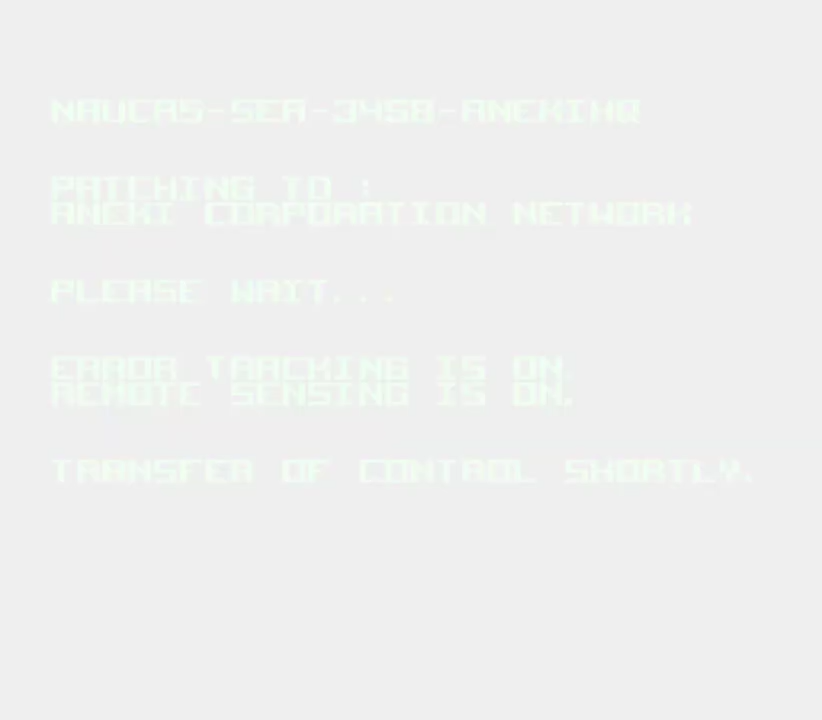 NAUCAS-SEA-3458-ANEKIHQ
PATCHING TO :
ANEKI CORPORATION NETWORK
PLEASE WAIT...
ERROR TRACKING IS ON.
REMOTE SENSING IS ON.
TRANSFER OF CONTROL SHORTLY.